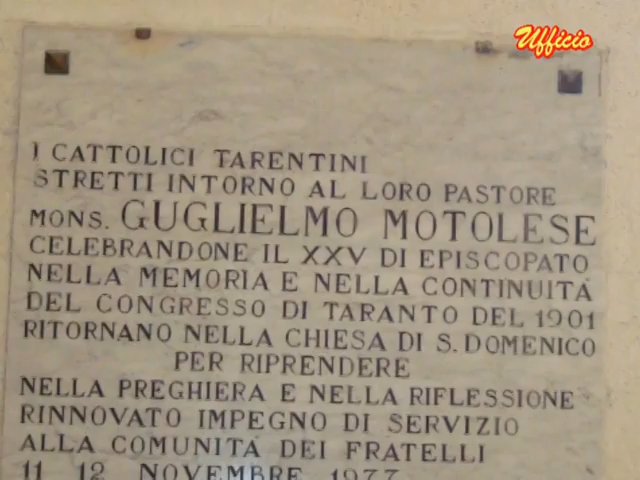 Ufficio
I CATTOLICI TARENTINI
STRETTI INTORNO AL LORO PASTORE
MONS. GUGLIELMO MOTOLESE
CELEBRANDONE IL XXV DI EPISCOPATO
NELLA MEMORIA E NELLA CONTINUITÀ
DEL CONGRESSO DI TARANTO DEL 1901
RITORNANO NELLA CHIESA DI S. DOMENICO
PER RIPRENDERE
NELLA PREGHIERA E NELLA RIFLESSIONE
RINNOVATO IMPEGNO DI SERVIZIO
ALLA COMUNITÀ DEI FRATELLI
11 12 NOVEMBRE 1977